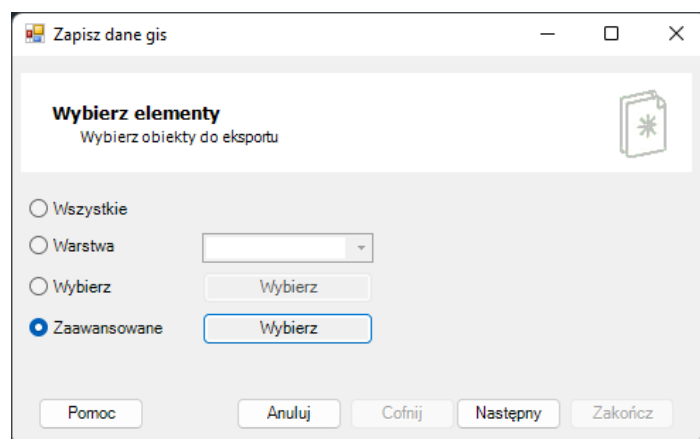 Zapisz dane gis
Wybierz elementy
Wybierz obiekty do eksportu
Wszystkie
Warstwa
Wybierz Wybierz
Zaawansowane Wybierz
Pomoc Anuluj Cofnij Następny Zakończ